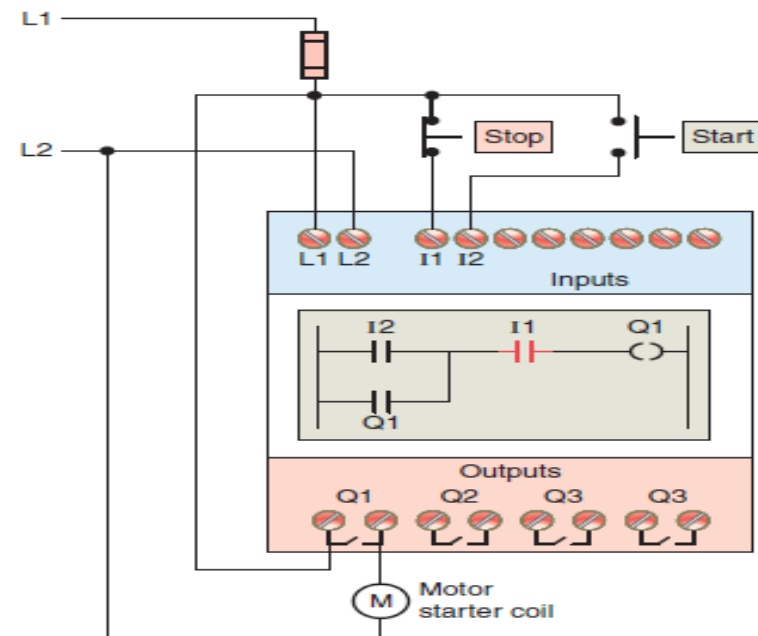 L1
Stop
Start
L2
L1 L2 I1 I2
Inputs
I2 I1 Q1
Q1
Outputs
Q1 Q2 Q3 Q3
M
Motor
starter coil